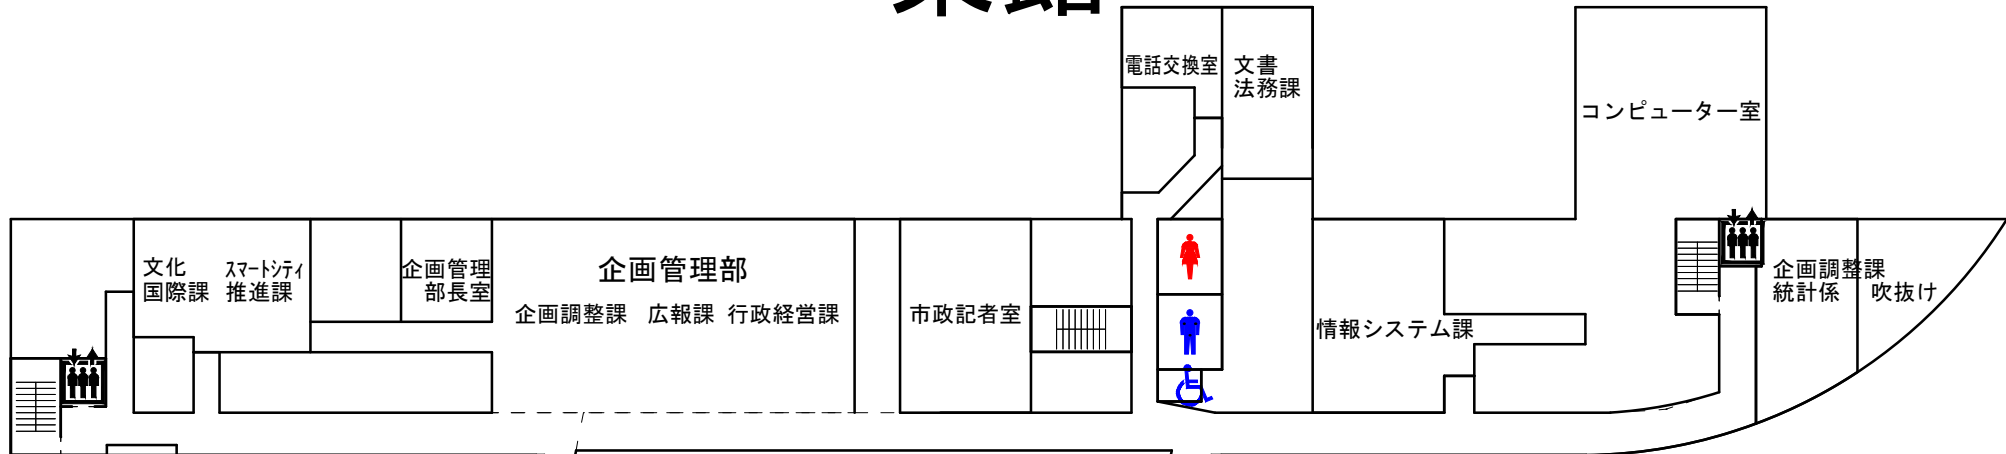 電話交換室
文書
法務課
コンピューター室
文化
国際課
スマートシティ
推進課
企画管理
部長室
企画管理部
企画調整課 広報課 行政経営課
市政記者室
情報システム課
企画調整課
統計係
吹抜け